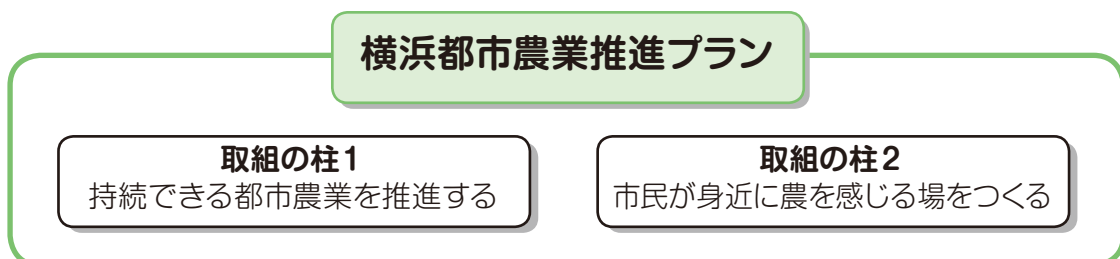 横浜都市農業推進プラン
取組の柱1
持続できる都市農業を推進する
取組の柱2
市民が身近に農を感じる場をつくる